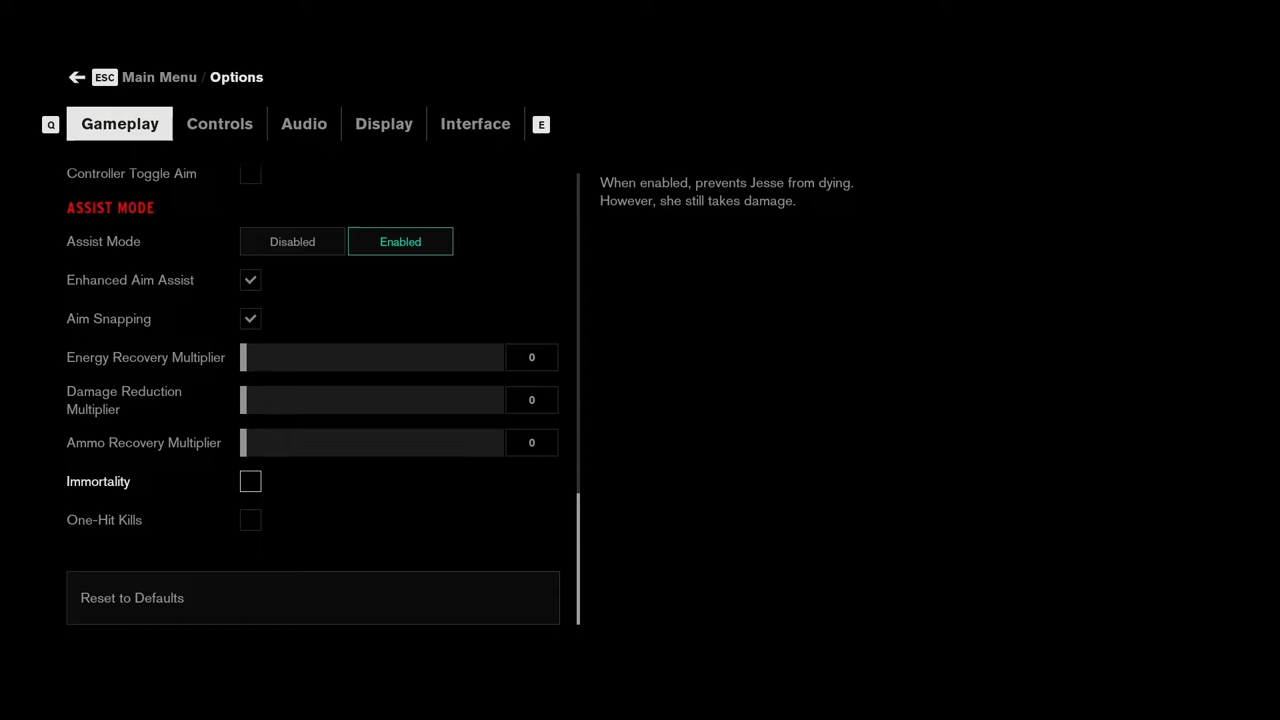 ESC Main Menu / Options
Q Gameplay Controls Audio Display Interface E
Controller Toggle Aim
ASSIST MODE
Assist Mode Disabled Enabled
Enhanced Aim Assist
Aim Snapping
Energy Recovery Multiplier 0
Damage Reduction
Multiplier 0
Ammo Recovery Multiplier 0
Immortality
One-Hit Kills
Reset to Defaults
When enabled, prevents Jesse from dying.
However, she still takes damage.